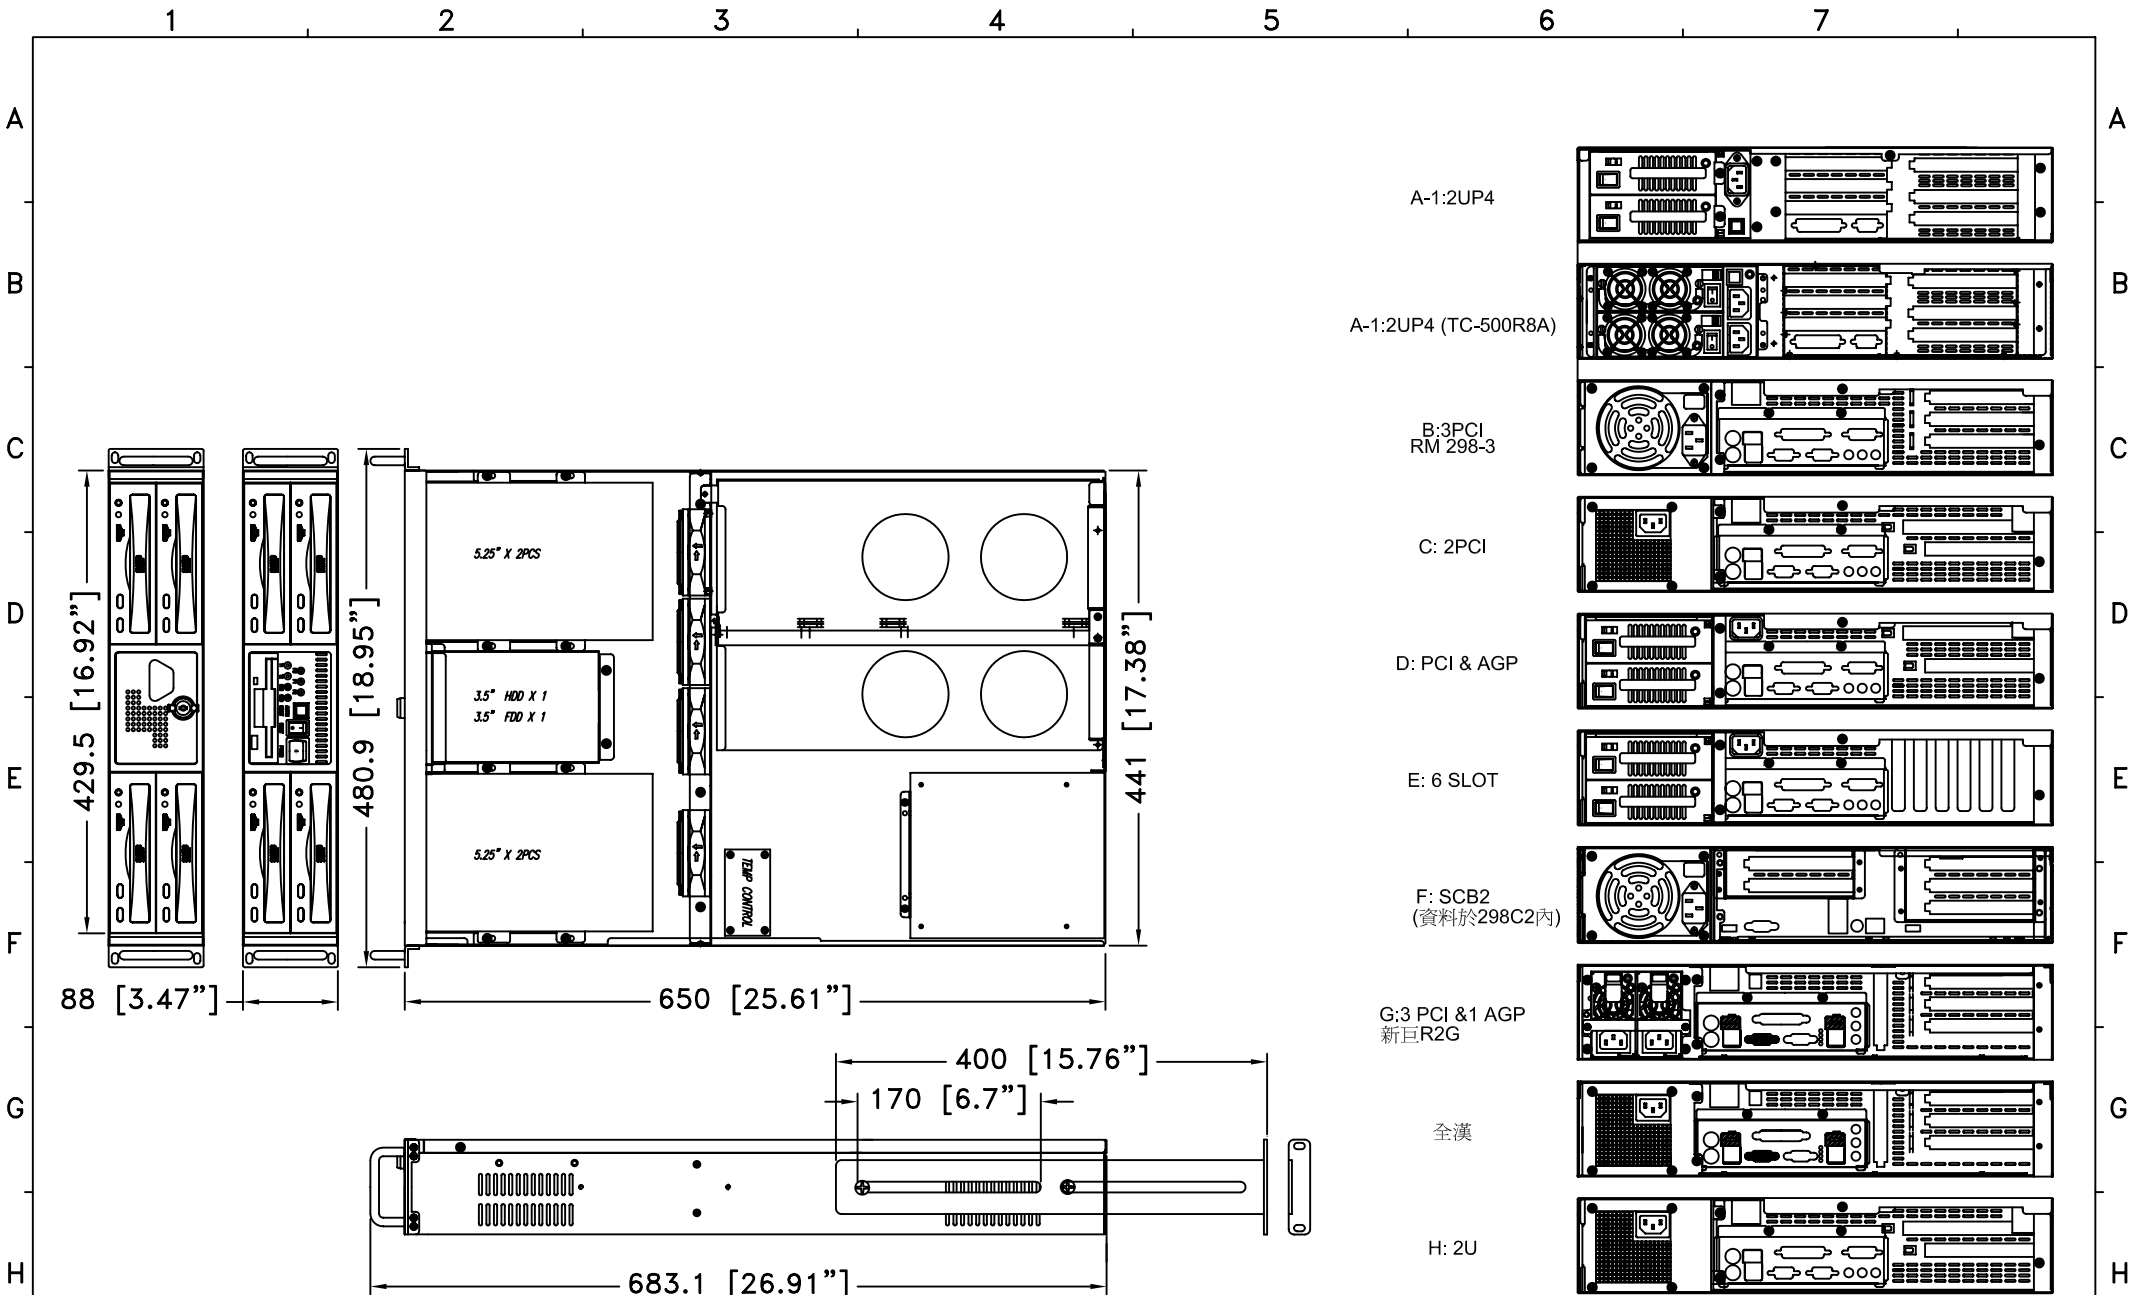 1 2 3 4 5 6 7
A A
A-1:2UP4
B B
A-1:2UP4 (TC-500R8A)
C C
B:3PCI
RM 298-3
5.25" X 2PCS
C: 2PCI
D D
429.5 [16.92"]
480.9 [18.95"]
441 [17.38"]
D: PCI & AGP
3.5" HDD X 1
3.5" FDD X 1
E E
E: 6 SLOT
5.25" X 2PCS
TEMP CONTROL
F: SCB2
(資料於298C2內)
F F
88 [3.47"]
650 [25.61"]
G:3 PCI &1 AGP
新巨R2G
400 [15.76"]
170 [6.7"]
G G
全漢
H: 2U
H H
683.1 [26.91"]